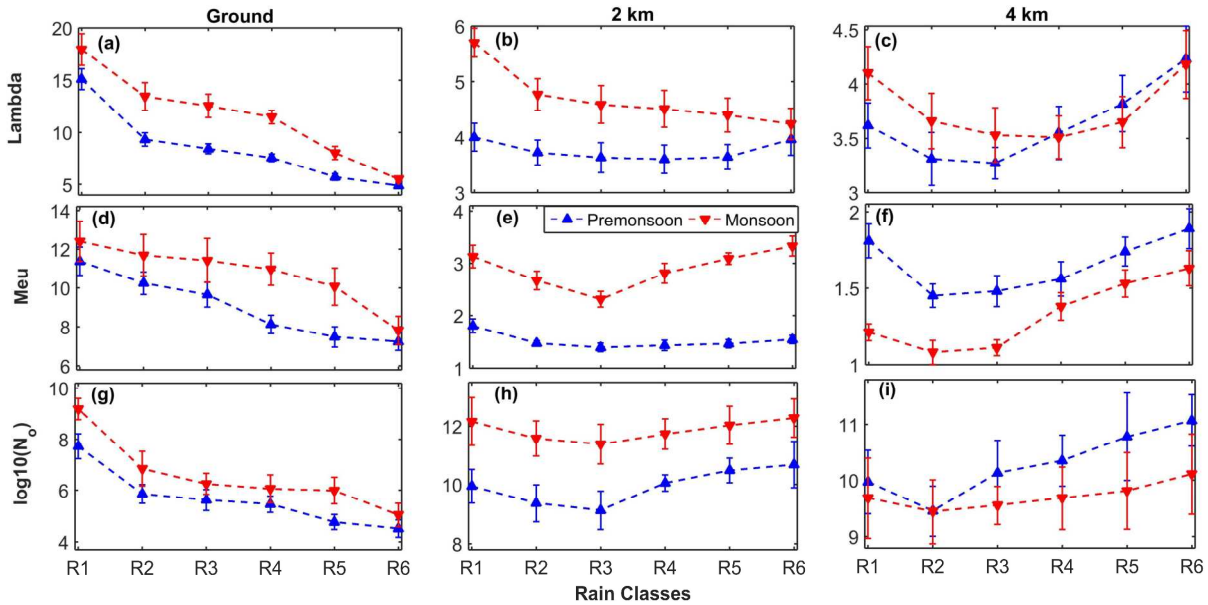 Ground
2 km
4 km
(a)
(b)
(c)
Lambda
20
15
10
5
6
5
4
3
4.5
4
3.5
3
(d)
(e)
(f)
Premonsoon
Monsoon
Meu
14
12
10
8
6
4
3
2
1
2
1.5
1
(g)
(h)
(i)
log10(No)
10
8
6
4
12
10
8
11
10
9
R1 R2 R3 R4 R5 R6
R1 R2 R3 R4 R5 R6
R1 R2 R3 R4 R5 R6
Rain Classes